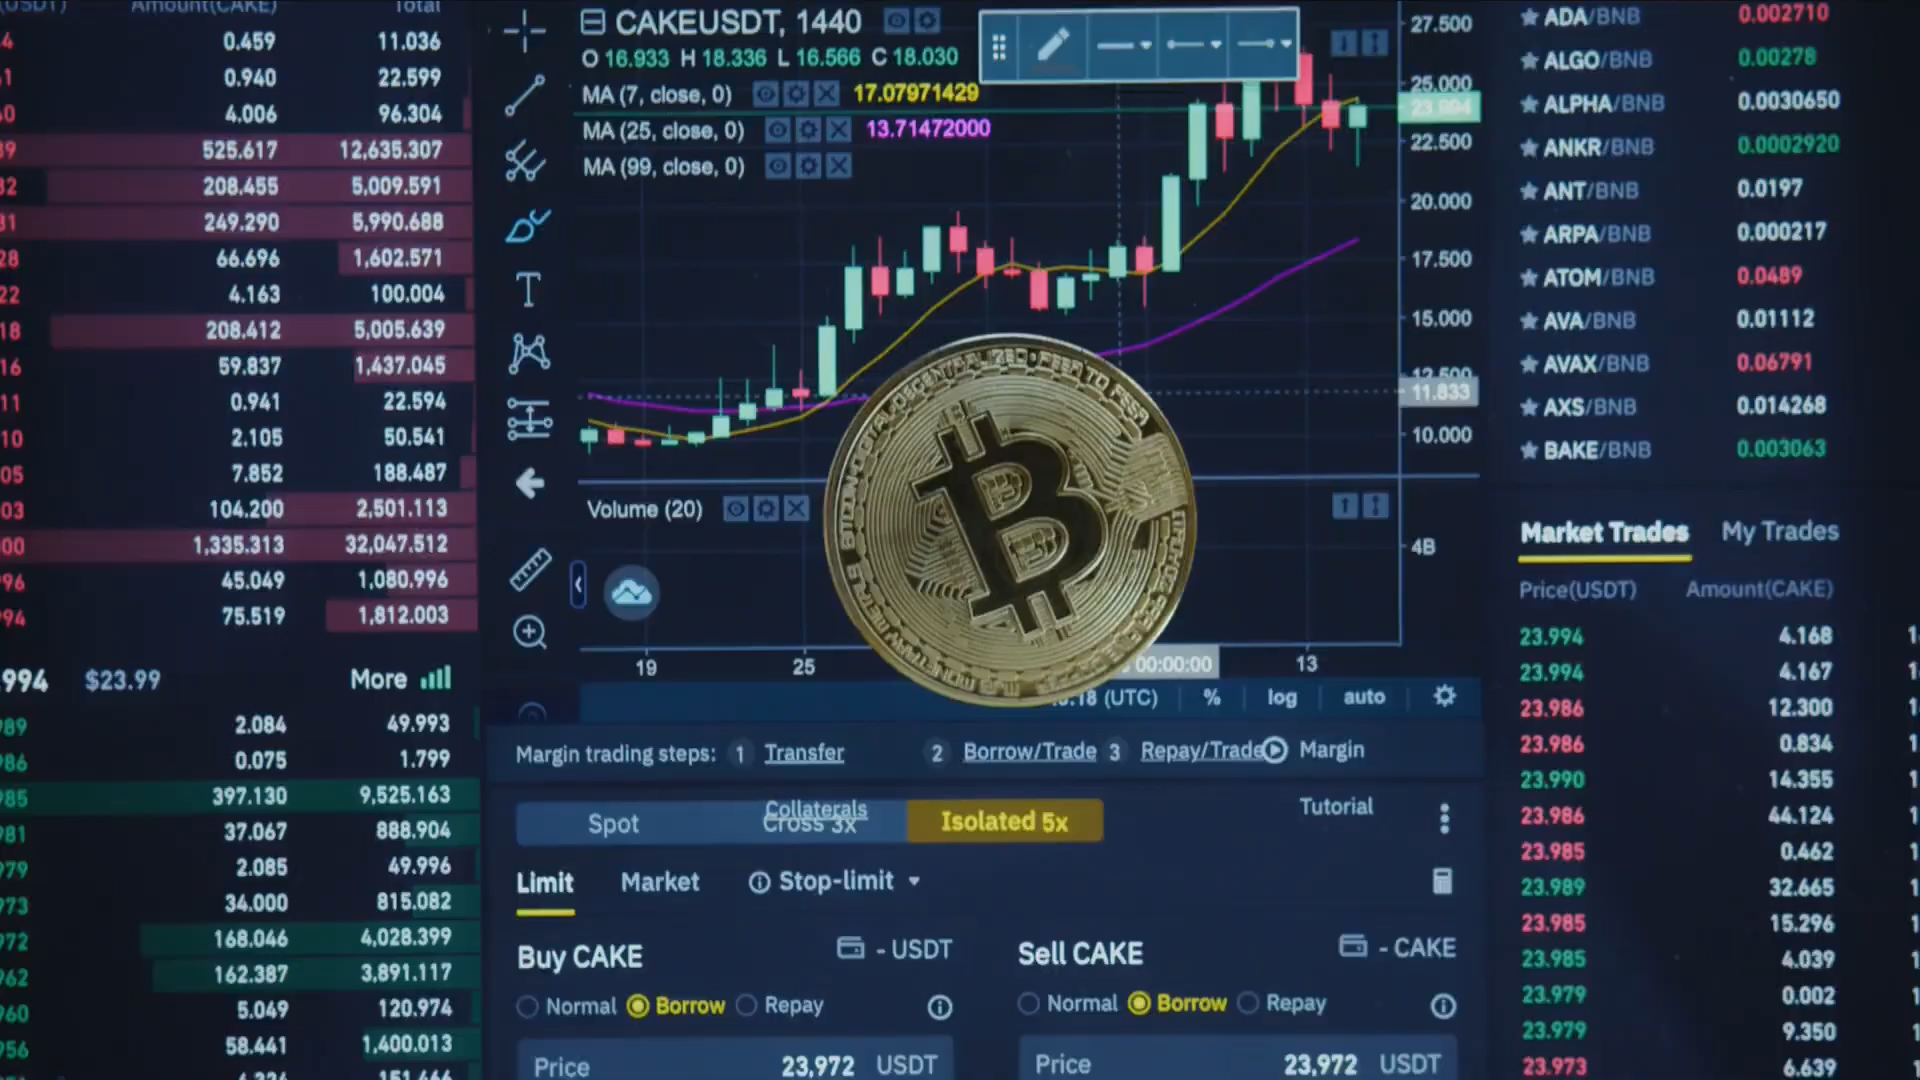 (USDT) Amount(CAKE) Total
0.459 11.036
0.940 22.599
4.006 96.304
525.617 12,635.307
208.455 5,009.591
249.290 5,990.688
66.696 1,602.571
4.163 100.004
208.412 5,005.639
59.837 1,437.045
0.941 22.594
2.105 50.541
7.852 188.487
104.200 2,501.113
1,335.313 32,047.512
45.049 1,080.996
75.519 1,812.003
.994 $23.99 More
2.084 49.993
0.075 1.799
397.130 9,525.163
37.067 888.904
2.085 49.996
34.000 815.082
168.046 4,028.399
162.387 3,891.117
5.049 120.974
58.441 1,400.013
CAKEUSDT, 1440
O 16.933 H 18.336 L 16.566 C 18.030
MA (7, close, 0) 17.07971429
MA (25, close, 0) 13.71472000
MA (99, close, 0)
27.500
25.000
23.994
22.500
20.000
17.500
15.000
12.500
11.833
10.000
Volume (20)
4B
B
19 25 00:00:00 13
18 (UTC) % log auto
Margin trading steps: 1 Transfer 2 Borrow/Trade 3 Repay/Trade Margin
Collaterals Tutorial
Spot Cross 3x Isolated 5x
Limit Market Stop-limit
Buy CAKE - USDT Sell CAKE - CAKE
Normal Borrow Repay Normal Borrow Repay
Price 23,972 USDT Price 23,972 USDT
ADA/BNB 0.002710
ALGO/BNB 0.00278
ALPHA/BNB 0.0030650
ANKR/BNB 0.0002920
ANT/BNB 0.0197
ARPA/BNB 0.000217
ATOM/BNB 0.0489
AVA/BNB 0.01112
AVAX/BNB 0.06791
AXS/BNB 0.014268
BAKE/BNB 0.003063
Market Trades My Trades
Price(USDT) Amount(CAKE)
23.994 4.168
23.994 4.167
23.986 12.300
23.986 0.834
23.990 14.355
23.986 44.124
23.985 0.462
23.989 32.665
23.985 15.296
23.985 4.039
23.979 0.002
23.979 9.350
23.973 6.639